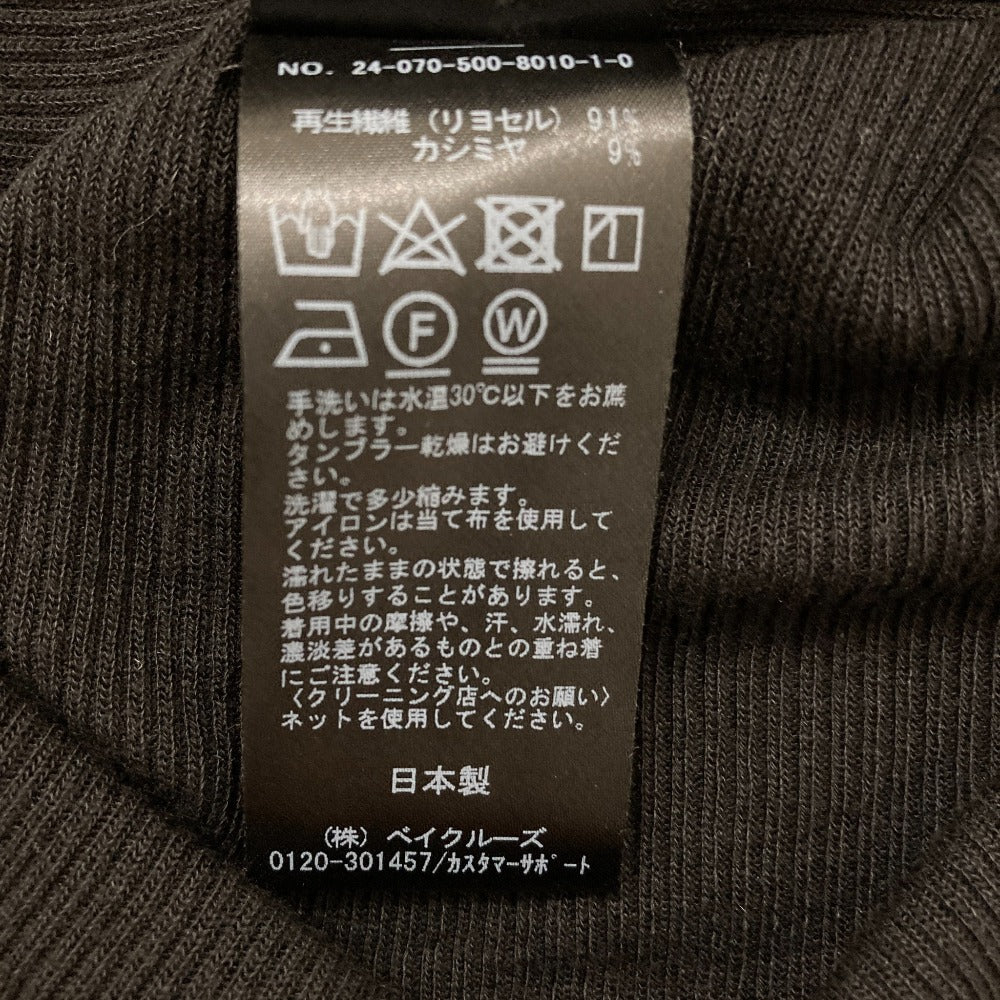 NO. 24-070-500-8010-1-0
再生繊維 (リヨセル) 91%
カシミヤ 9%
F
W
手洗いは水温30℃以下をお薦
めします。
タンブラー乾燥はお避けくだ
さい。
洗濯で多少縮みます。
アイロンは当て布を使用して
ください。
濡れたままの状態で擦れると、
色移りすることがあります。
着用中の摩擦や、汗、水濡れ、
濃淡差があるものとの重ね着
にご注意ください。
〈クリーニング店へのお願い〉
ネットを使用してください。
日本製
(株) ベイクルーズ
0120-301457/カスタマーサポート